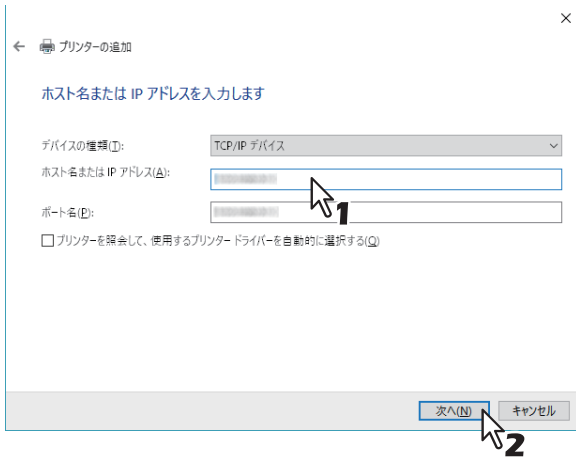 プリンターの追加
ホスト名または IP アドレスを入力します
デバイスの種類(T):
TCP/IP デバイス
ホスト名または IP アドレス(A):
1
ポート名(P):
プリンターを照会して、使用するプリンター ドライバーを自動的に選択する(Q)
次へ(N)
キャンセル
2